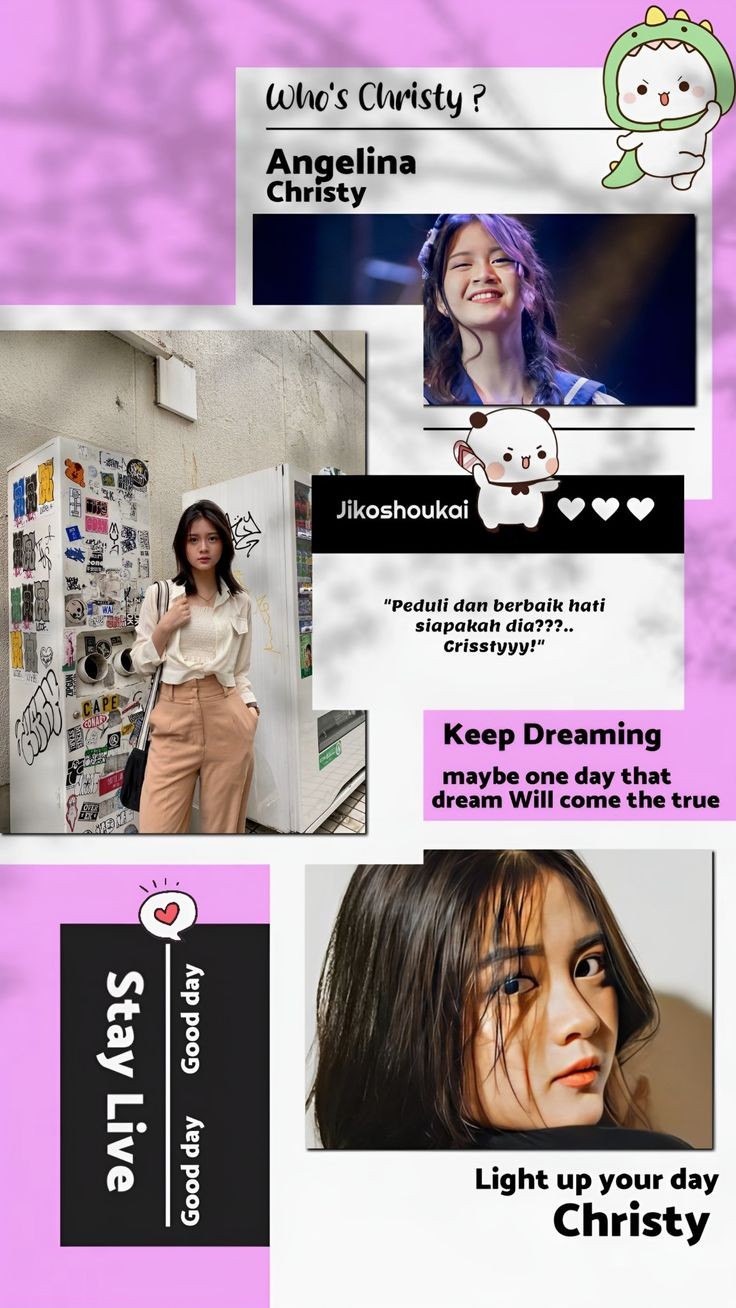 Who's Christy ?
Angelina
Christy
Jikoshoukai
"Peduli dan berbaik hati
siapakah dia???..
Crisstyyy!"
CAPE
Keep Dreaming
maybe one day that
dream Will come the true
Stay Live
Good day
Good day
Light up your day
Christy